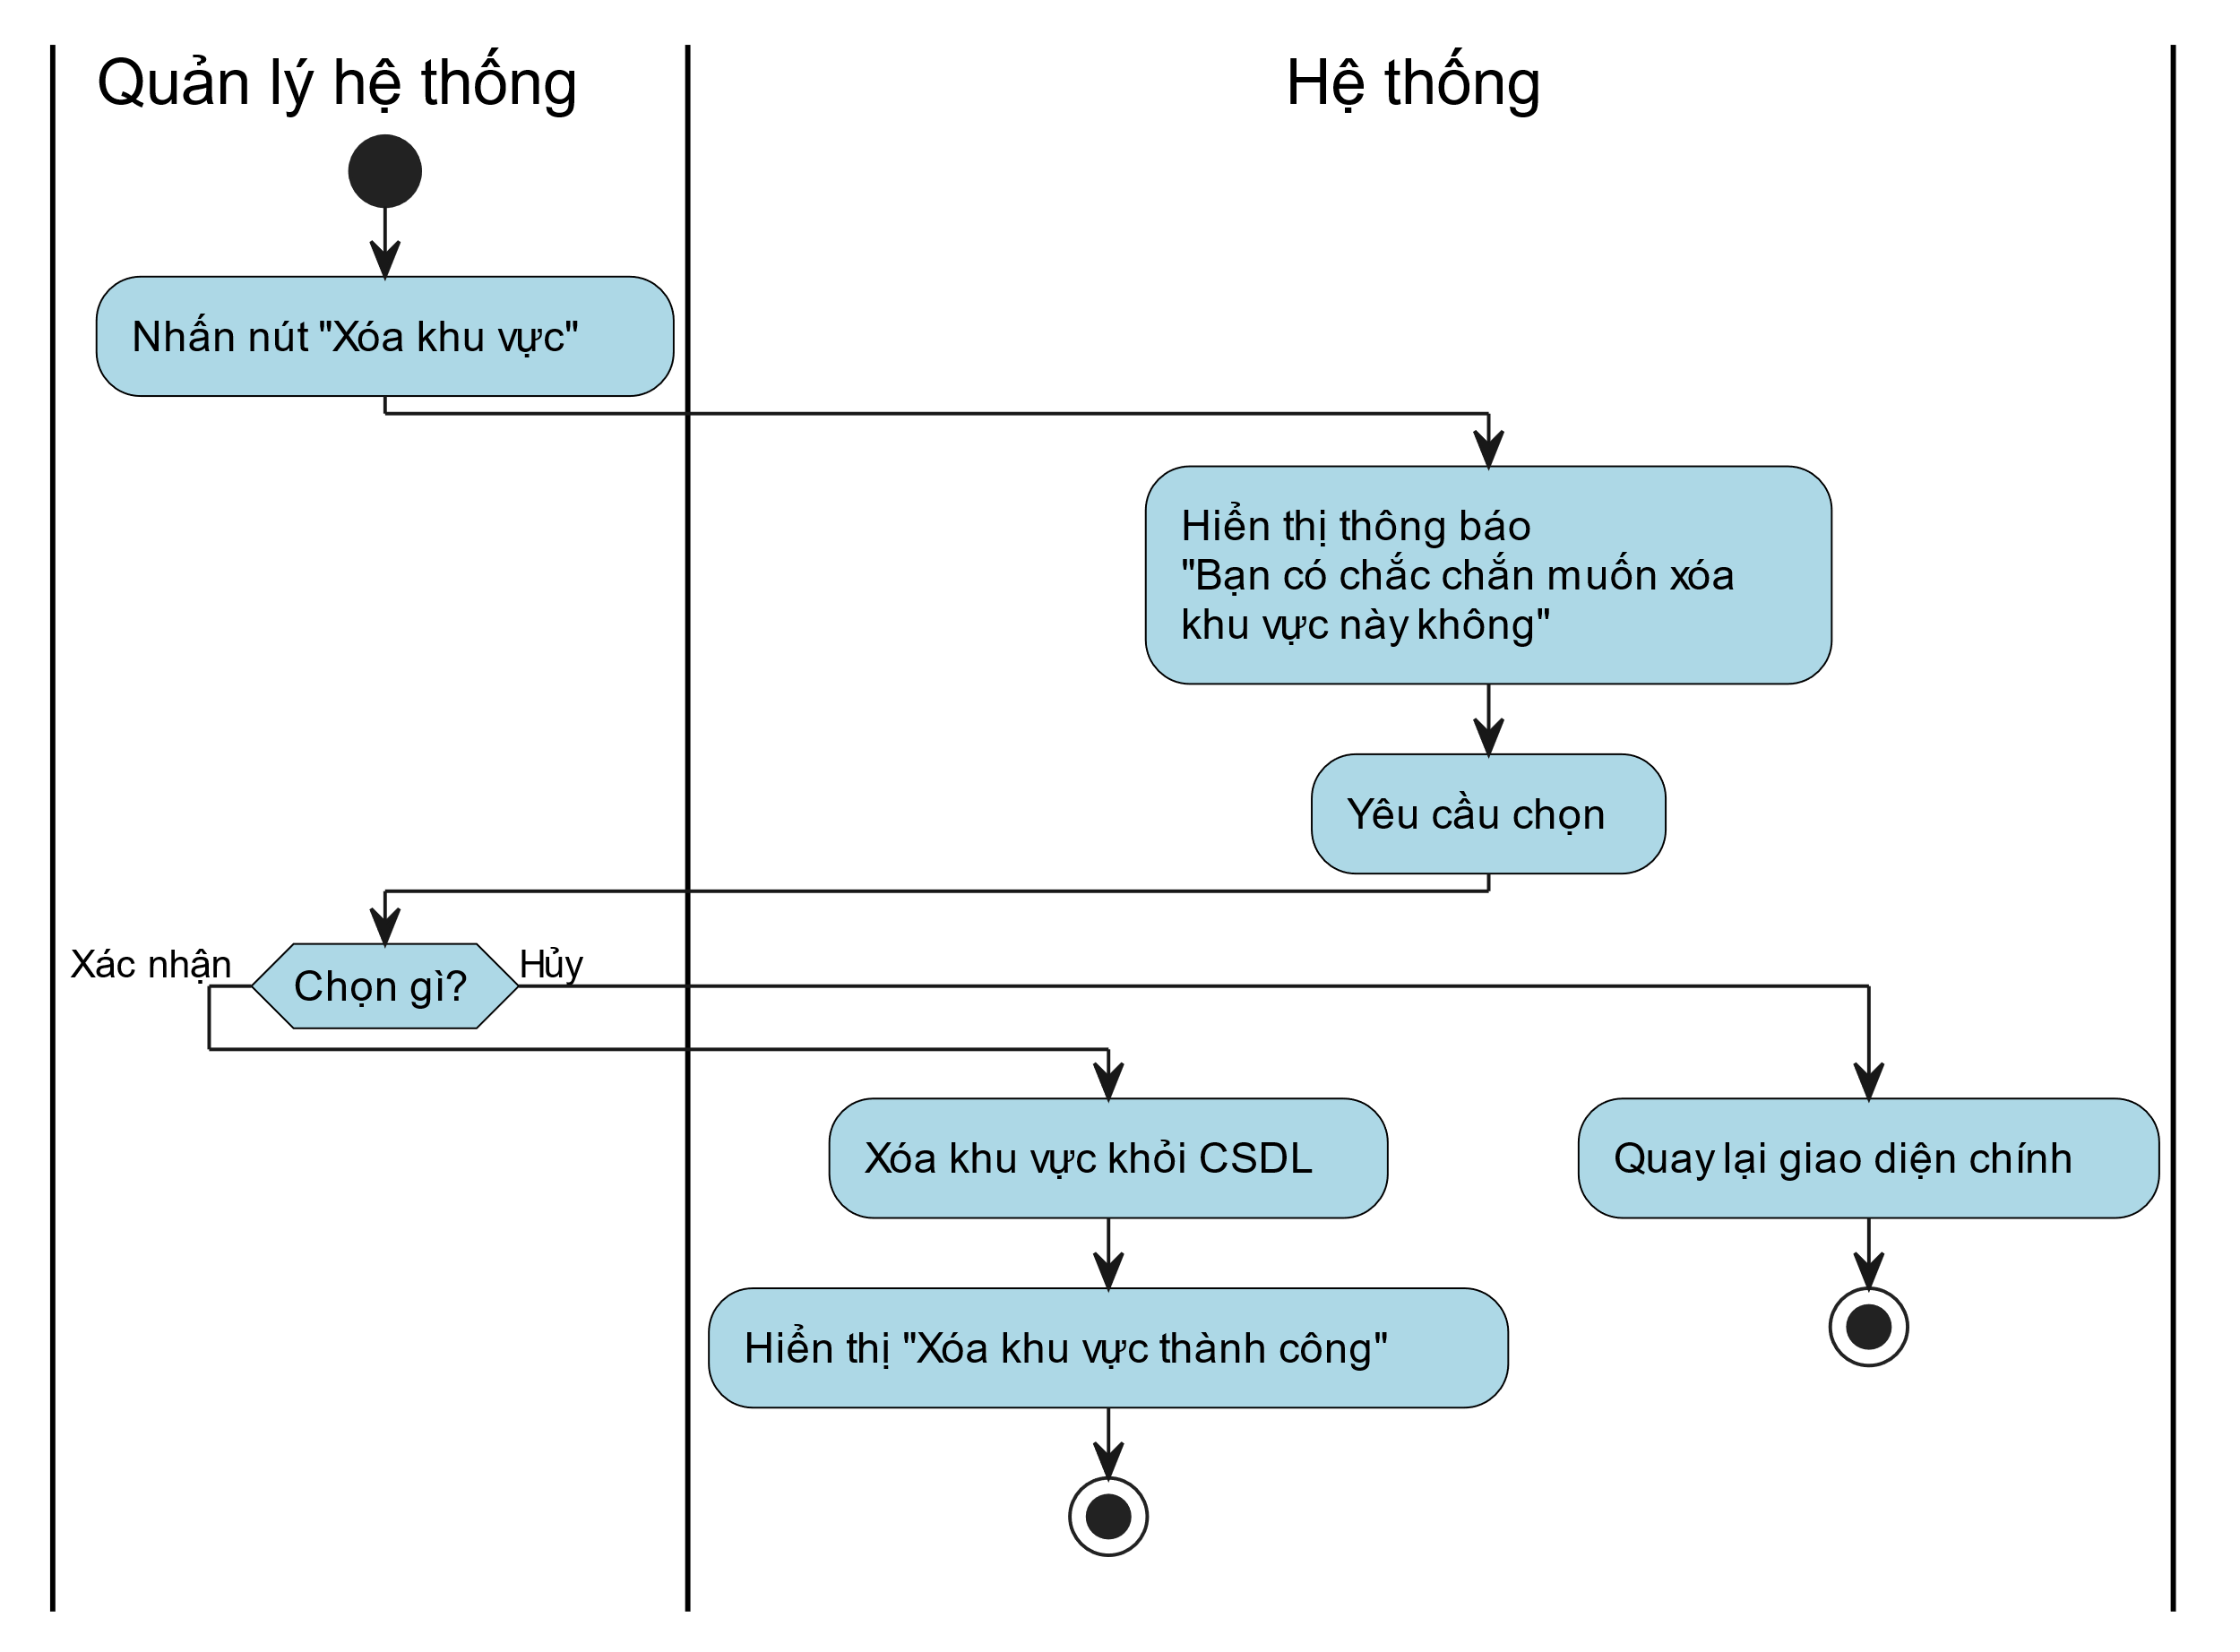 Quản lý hệ thống
Hệ thống
Nhấn nút "Xóa khu vực"
Hiển thị thông báo
"Bạn có chắc chắn muốn xóa
khu vực này không"
Yêu cầu chọn
Xác nhận
Chọn gì?
Hủy
Xóa khu vực khỏi CSDL
Quay lại giao diện chính
Hiển thị "Xóa khu vực thành công"